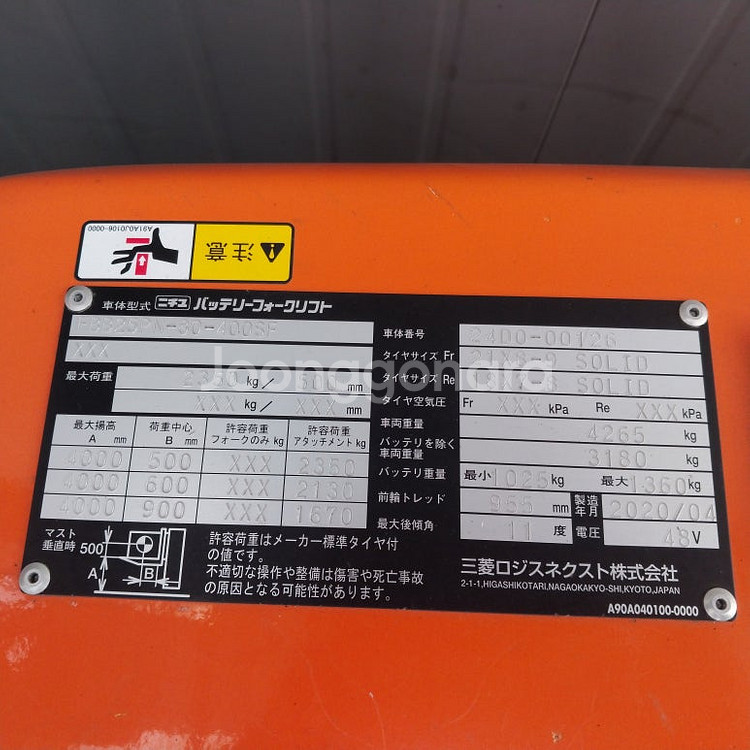 A91A0J0106-0000
注意
車体型式 ニチユ バッテリーフォークリフト
-30-400SF
XXX
最大荷重 kg/ mm
XXX kg/ mm
車体番号 24D0-00126
タイヤサイズ Fr 21X8-9 SOLID
タイヤサイズ Re SOLID
タイヤ空気圧 Fr XXX kPa Re XXX kPa
車両重量 4265 kg
バッテリを除く
車両重量 3180 kg
バッテリ重量 最小 1025 kg 最大 1360 kg
前輪トレッド 955 mm 製造年月 2020/04
最大後傾角 11 度 電圧 48 V
最大揚高 A mm 荷重中心 B mm 許容荷重 フォークのみ kg 許容荷重 アタッチメント kg
4000 500 XXX 2360
4000 600 XXX 2130
4000 900 XXX 1670
マスト
垂直時 500
A
B
許容荷重はメーカー標準タイヤ付
の値です。
不適切な操作や整備は傷害や死亡事故
の原因となる可能性があります。
三菱ロジスネクスト株式会社
2-1-1,HIGASHIKOTARI,NAGAOKAKYO-SHI,KYOTO,JAPAN
A90A040100-0000
Joonggonara